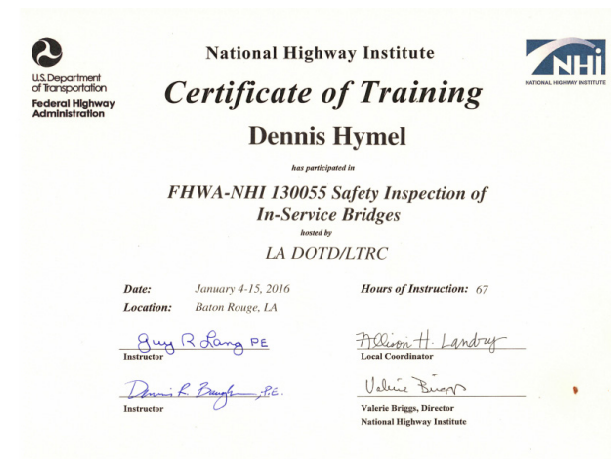 National Highway Institute
U.S. Department
of Transportation
Federal Highway
Administration
NHi
NATIONAL HIGHWAY INSTITUTE
Certificate of Training
Dennis Hymel
has participated in
FHWA-NHI 130055 Safety Inspection of
In-Service Bridges
hosted by
LA DOTD/LTRC
Date: January 4-15, 2016 Hours of Instruction: 67
Location: Baton Rouge, LA
Guy R Lang PE
Instructor
Allison H. Landry
Local Coordinator
Dennis R. P.E.
Instructor
Valerie Briggs
Valerie Briggs, Director
National Highway Institute